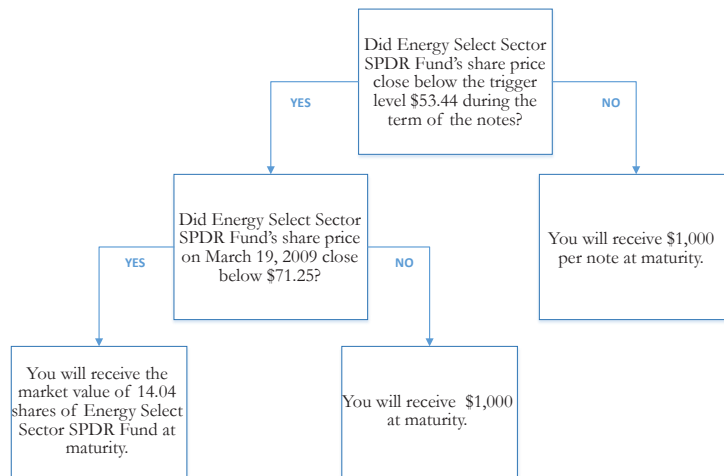 Did Energy Select Sector
SPDR Fund's share price
close below the trigger
level $53.44 during the
term of the notes?
YES
NO
Did Energy Select Sector
SPDR Fund's share price
on March 19, 2009 close
below $71.25?
You will receive $1,000
per note at maturity.
YES
NO
You will receive the
market value of 14.04
shares of Energy Select
Sector SPDR Fund at
maturity.
You will receive $1,000
at maturity.